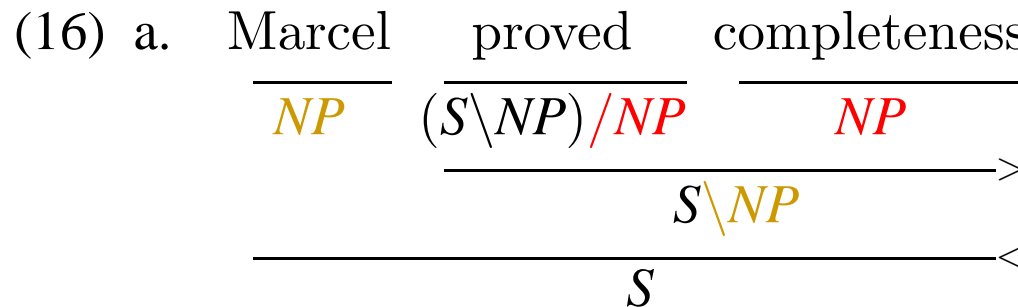 (16) a. Marcel proved completeness
NP (S\NP)/NP NP
>
S\NP
<
S